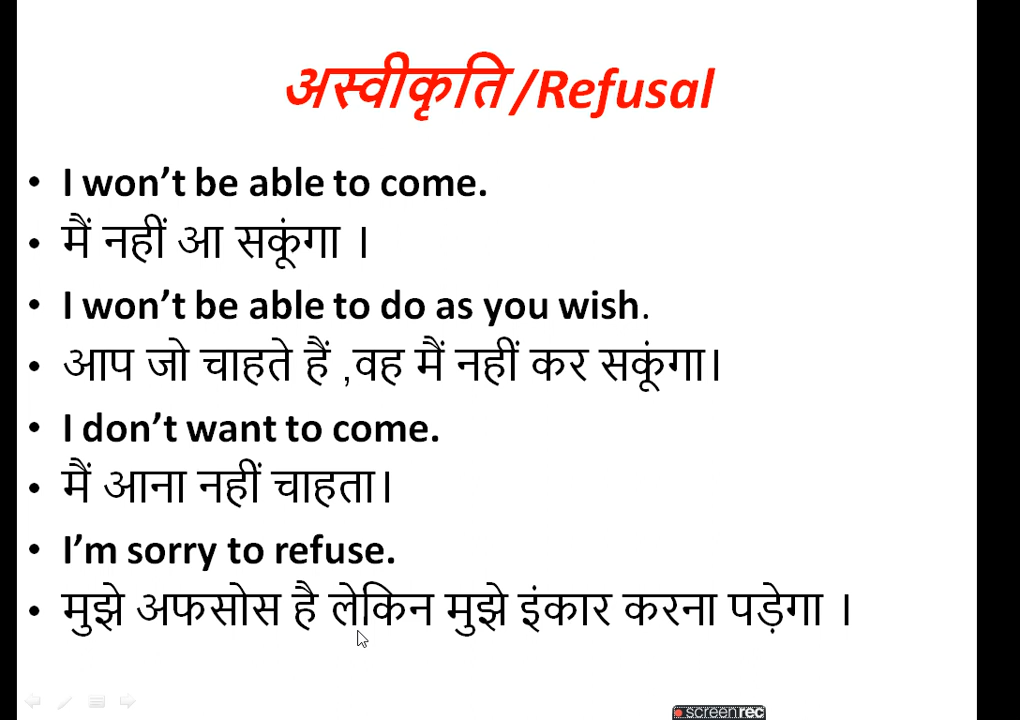 अस्वीकृति /Refusal
• I won't be able to come.
• मैं नहीं आ सकूंगा ।
• I won't be able to do as you wish.
• आप जो चाहते हैं ,वह मैं नहीं कर सकूंगा।
• I don't want to come.
• मैं आना नहीं चाहता।
• I'm sorry to refuse.
• मुझे अफसोस है लेकिन मुझे इंकार करना पड़ेगा ।
screenrec